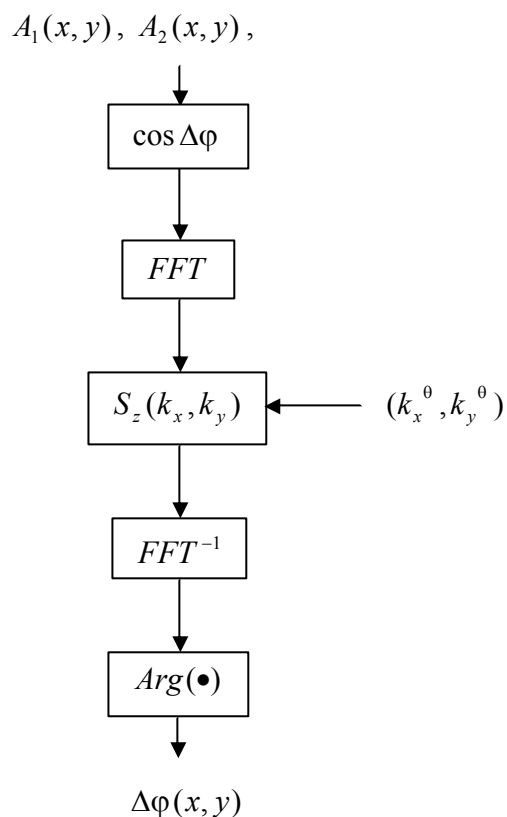 A₁(x, y), A₂(x, y),
cos Δφ
FFT
S_z(k_x, k_y)
(k_x^θ, k_y^θ)
FFT⁻¹
Arg(•)
Δφ(x, y)